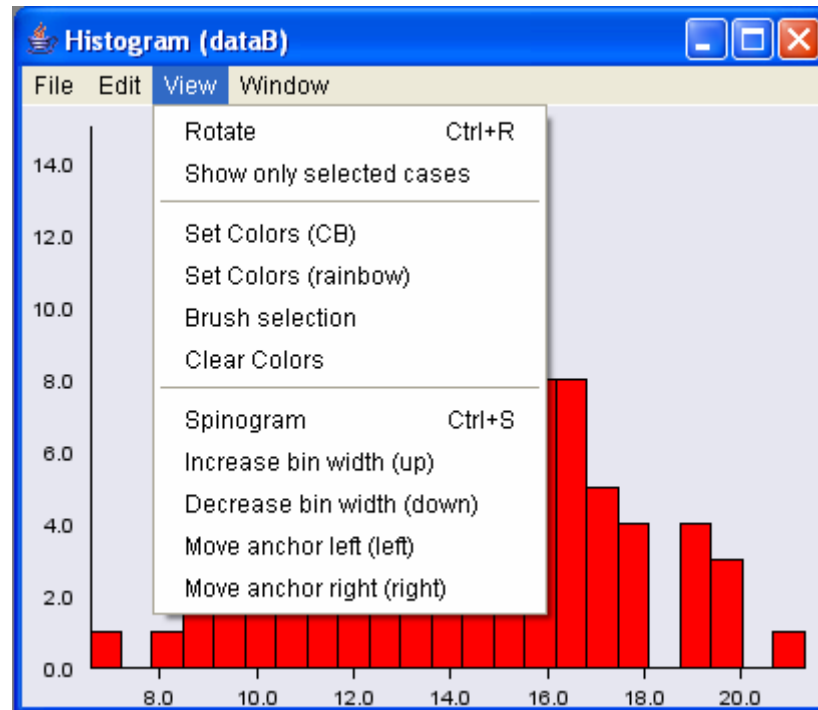 Histogram (dataB)
File Edit View Window
Rotate Ctrl+R
Show only selected cases
Set Colors (CB)
Set Colors (rainbow)
Brush selection
Clear Colors
Spinogram Ctrl+S
Increase bin width (up)
Decrease bin width (down)
Move anchor left (left)
Move anchor right (right)
14.0
12.0
10.0
8.0
6.0
4.0
2.0
0.0
8.0 10.0 12.0 14.0 16.0 18.0 20.0